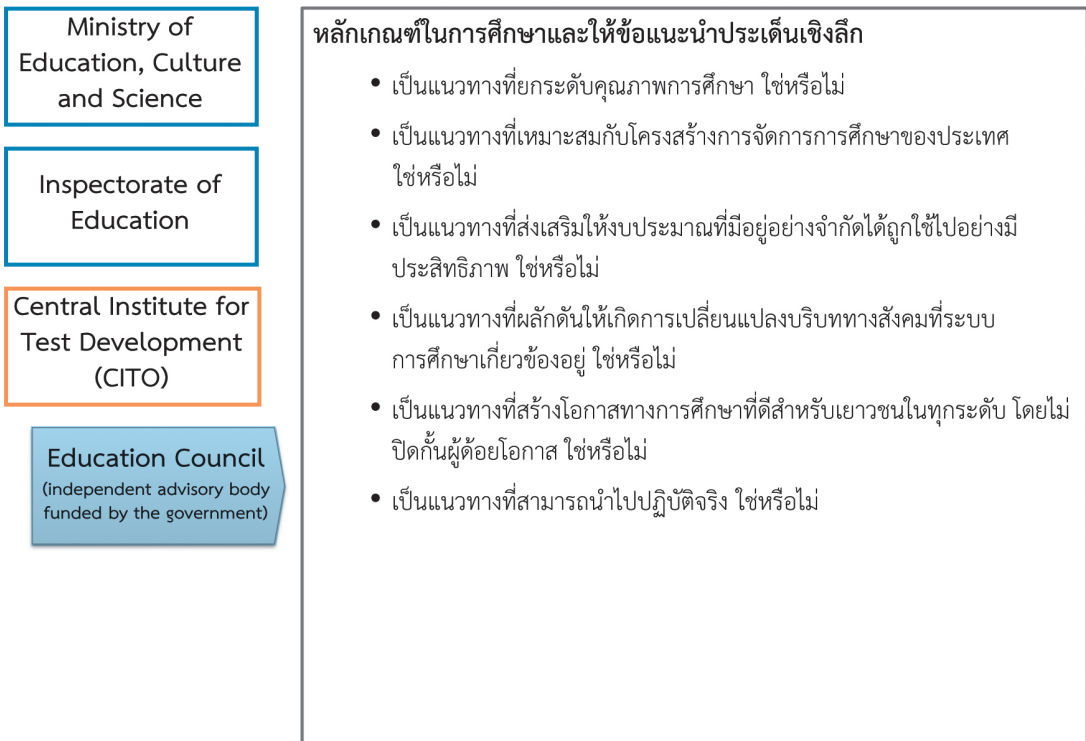 Ministry of
Education, Culture
and Science
Inspectorate of
Education
Central Institute for
Test Development
(CITO)
Education Council
(independent advisory body
funded by the government)
หลักเกณฑ์ในการศึกษาและให้ข้อแนะนำประเด็นเชิงลึก
• เป็นแนวทางที่ยกระดับคุณภาพการศึกษา ใช่หรือไม่
• เป็นแนวทางที่เหมาะสมกับโครงสร้างการจัดการการศึกษาของประเทศ
ใช่หรือไม่
• เป็นแนวทางที่ส่งเสริมให้งบประมาณที่มีอยู่อย่างจำกัดได้ถูกใช้ไปอย่างมี
ประสิทธิภาพ ใช่หรือไม่
• เป็นแนวทางที่ผลักดันให้เกิดการเปลี่ยนแปลงบริบททางสังคมที่ระบบ
การศึกษาเกี่ยวข้องอยู่ ใช่หรือไม่
• เป็นแนวทางที่สร้างโอกาสทางการศึกษาที่ดีสำหรับเยาวชนในทุกระดับ โดยไม่
ปิดกั้นผู้ด้อยโอกาส ใช่หรือไม่
• เป็นแนวทางที่สามารถนำไปปฏิบัติจริง ใช่หรือไม่